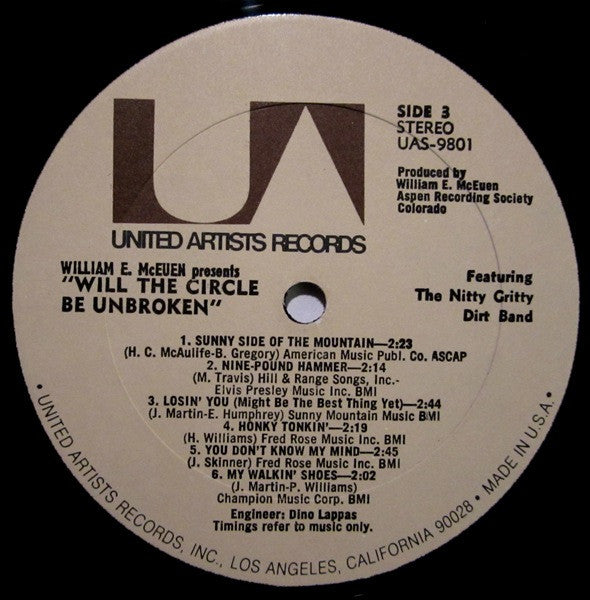 UA
UNITED ARTISTS RECORDS
SIDE 3
STEREO
UAS-9801
Produced by
William E. McEuen
Aspen Recording Society
Colorado
WILLIAM E. McEUEN presents
"WILL THE CIRCLE
BE UNBROKEN"
Featuring
The Nitty Gritty
Dirt Band
1. SUNNY SIDE OF THE MOUNTAIN—2:23
(H. C. McAulife-B. Gregory) American Music Publ. Co. ASCAP
2. NINE-POUND HAMMER—2:14
(M. Travis) Hill & Range Songs, Inc.-
Elvis Presley Music Inc. BMI
3. LOSIN' YOU (Might Be The Best Thing Yet)—2:44
(J. Martin-E. Humphrey) Sunny Mountain Music BMI
4. HONKY TONKIN'—2:19
(H. Williams) Fred Rose Music Inc. BMI
5. YOU DON'T KNOW MY MIND—2:45
(J. Skinner) Fred Rose Music Inc. BMI
6. MY WALKIN' SHOES—2:02
(J. Martin-P. Williams)
Champion Music Corp. BMI
Engineer: Dino Lappas
Timings refer to music only.
• UNITED ARTISTS RECORDS, INC., LOS ANGELES, CALIFORNIA 90028 • MADE IN U.S.A. •